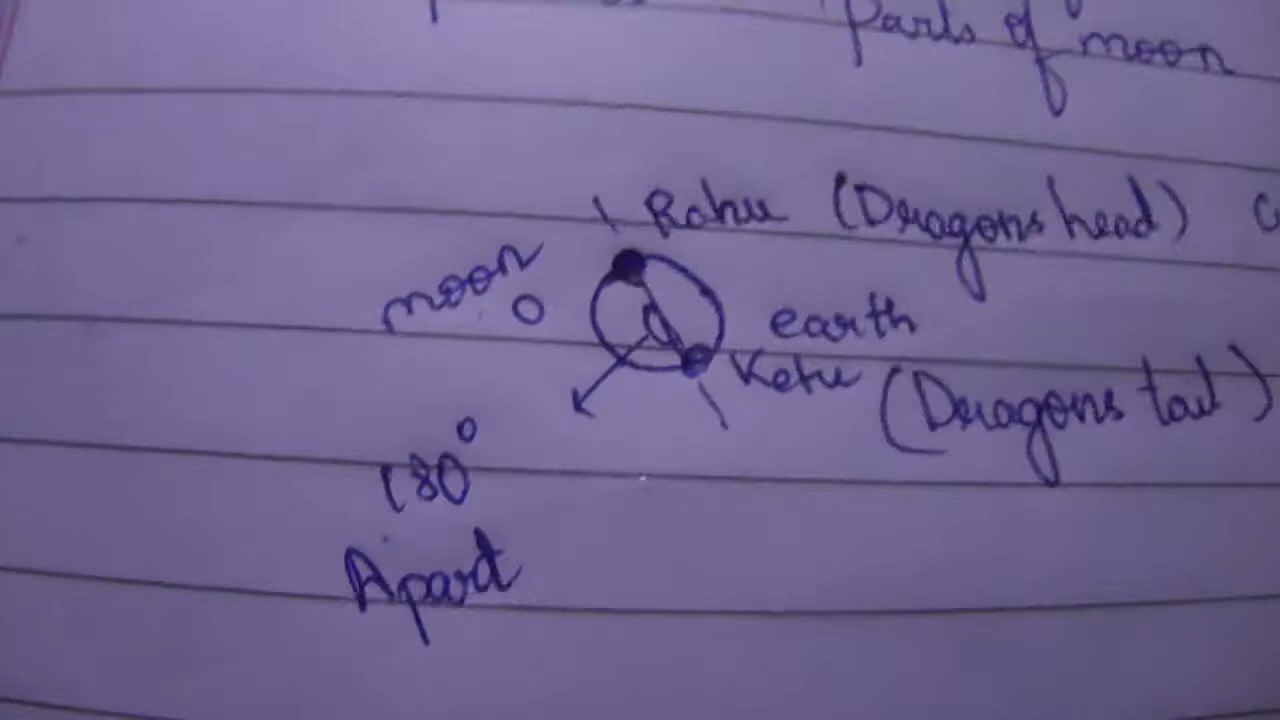 Parts of moon
Rahu (Dragons head)
moon
earth
Ketu (Dragons tail)
180°
Apart